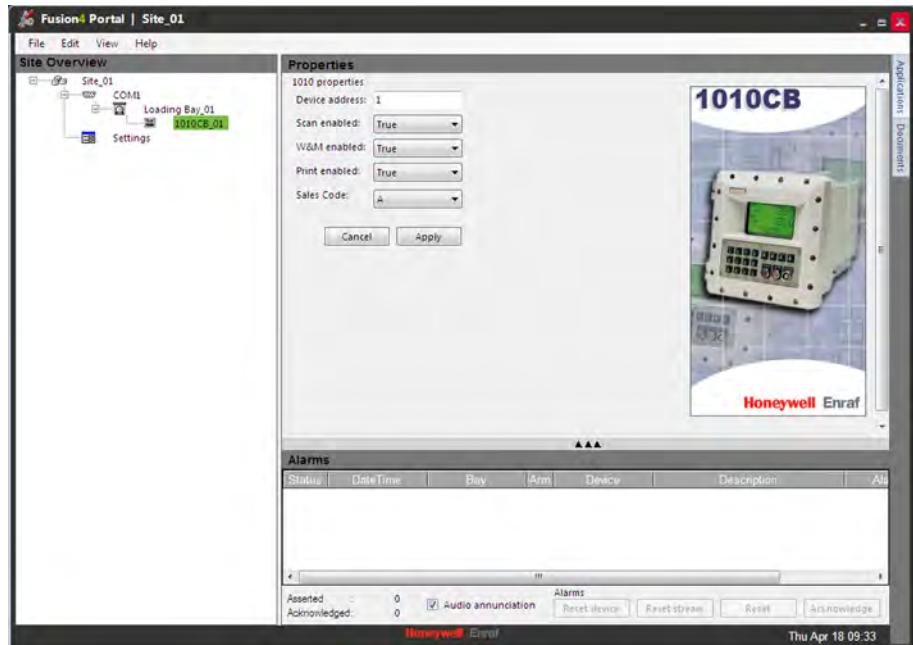 Fusion4 Portal | Site_01
File Edit View Help
Site Overview
Site_01
COM1
Loading Bay_01
1010CB_01
Settings
Properties
1010 properties
Device address: 1
Scan enabled: True
W&M enabled: True
Print enabled: True
Sales Code: A
Cancel Apply
1010CB
Honeywell Enraf
Applications
Documents
Alarms
Status DateTime Bay Arm Device Description Ala
Asserted : 0
Acknowledged: 0
Audio annunciation
Alarms
Reset device Reset stream Reset Acknowledge
Honeywell Enraf
Thu Apr 18 09:33